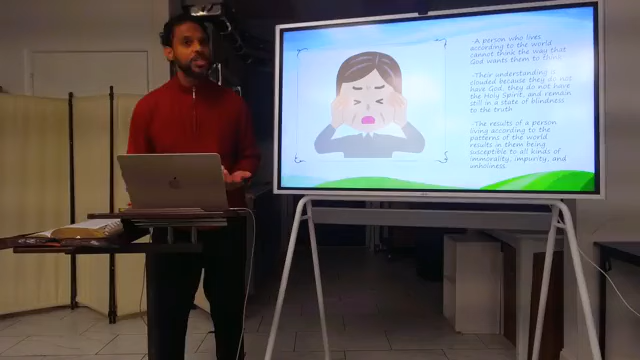 -A person who lives
according to the world
cannot think the way that
God wants them to think
-Their understanding is
clouded because they do not
have God, they do not have
the Holy Spirit, and remain
still in a state of blindness
to the truth
-The results of a person
living according to the
patterns of the world
results in them being
susceptible to all kinds of
immorality, impurity, and
unholiness